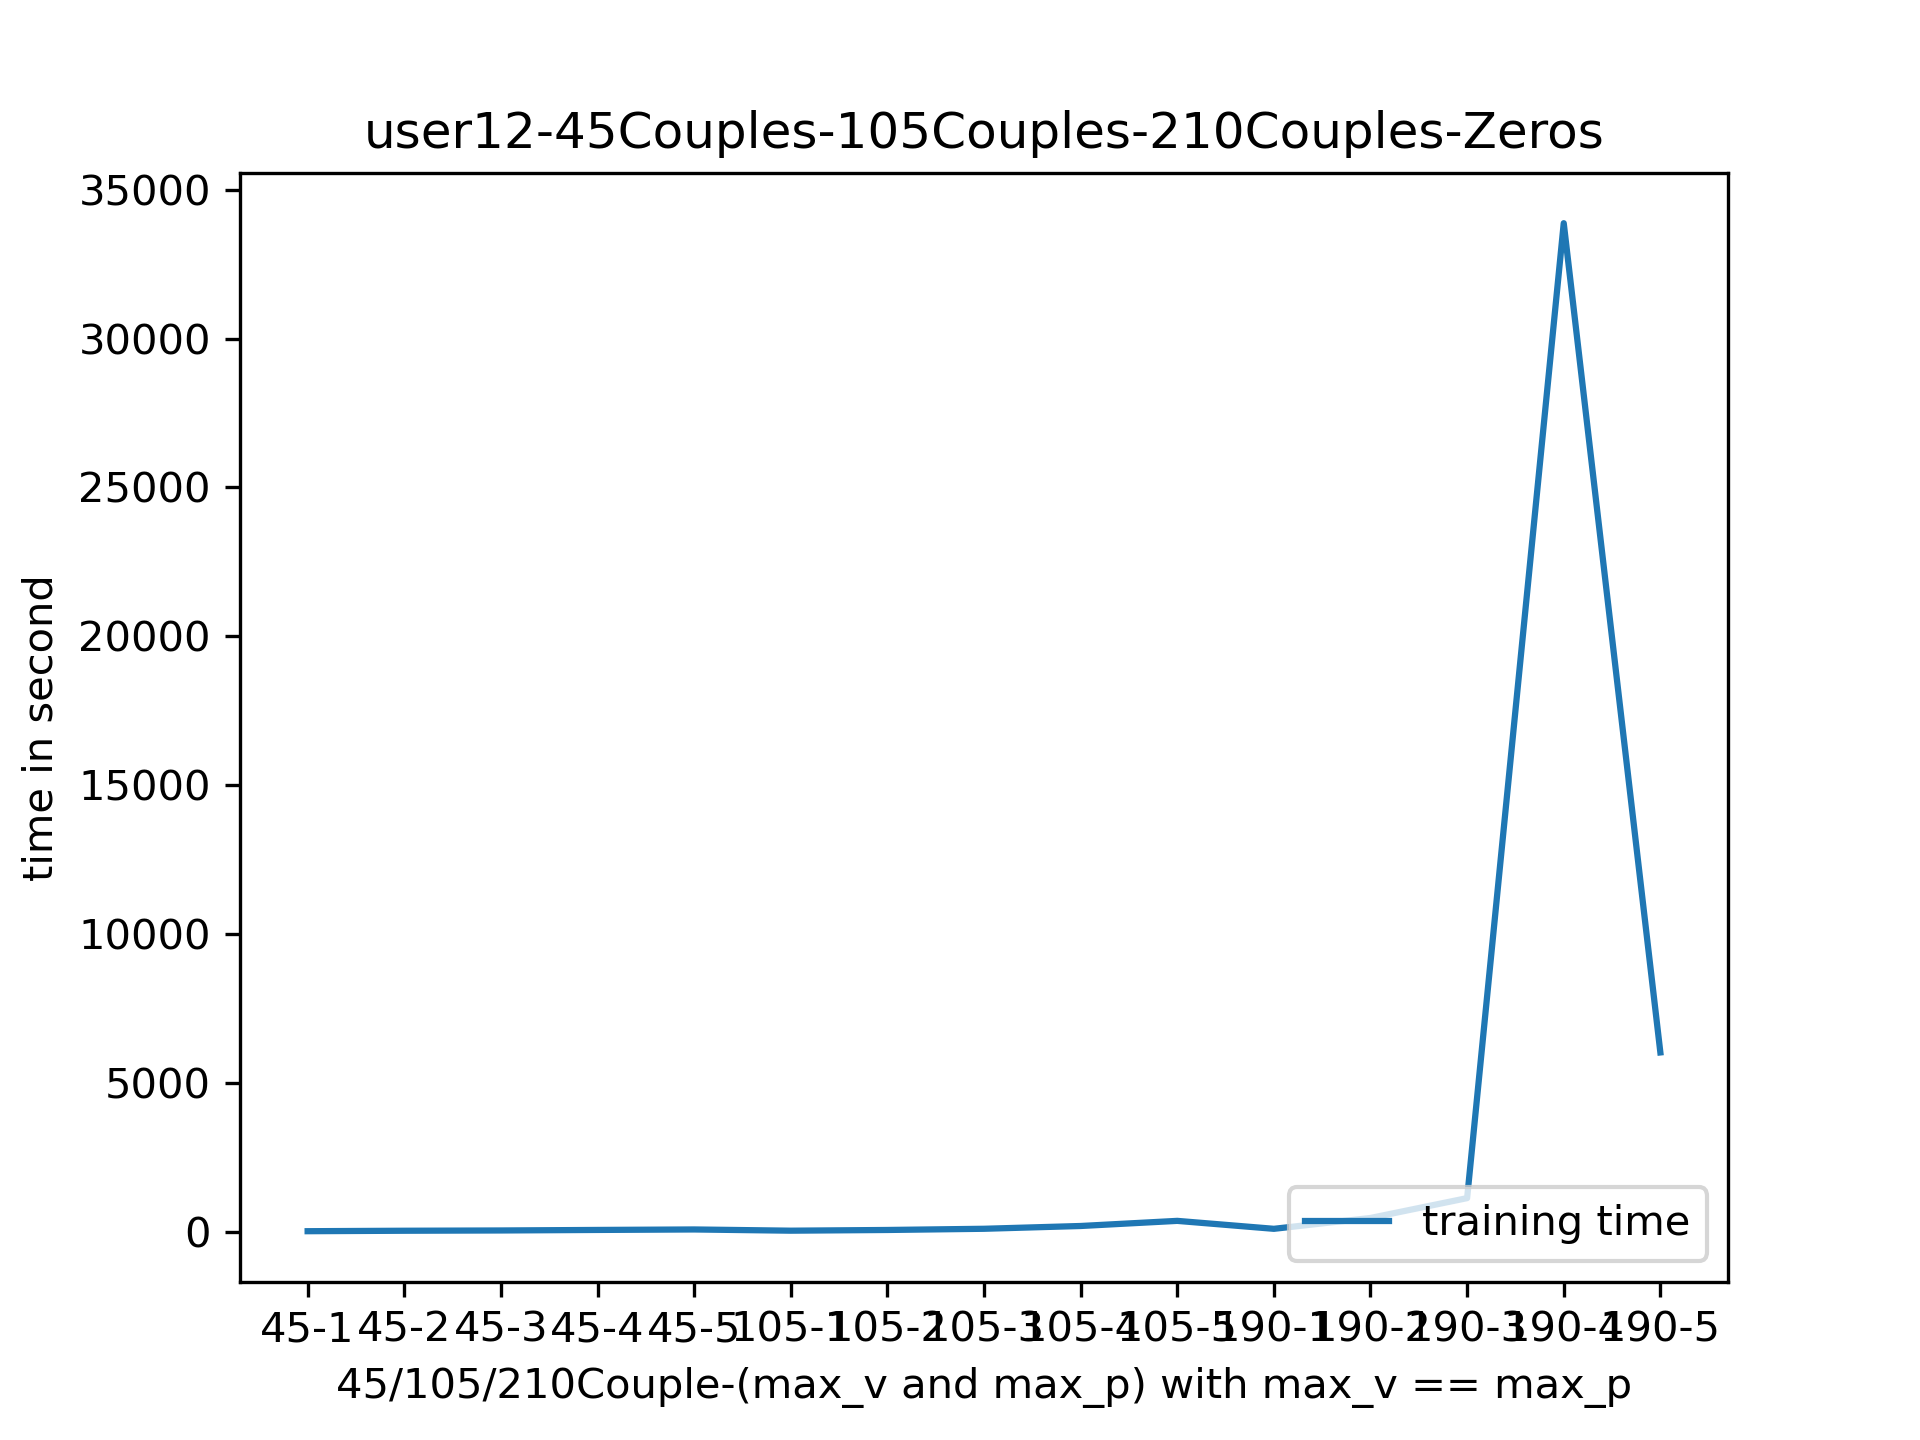 user12-45Couples-105Couples-210Couples-Zeros
35000
30000
25000
20000
15000
10000
5000
0
time in second
training time
45-1 45-2 45-3 45-4 45-5 105-1 105-2 105-3 105-4 105-5 190-1 190-2 190-3 190-4 190-5
45/105/210Couple-(max_v and max_p) with max_v == max_p